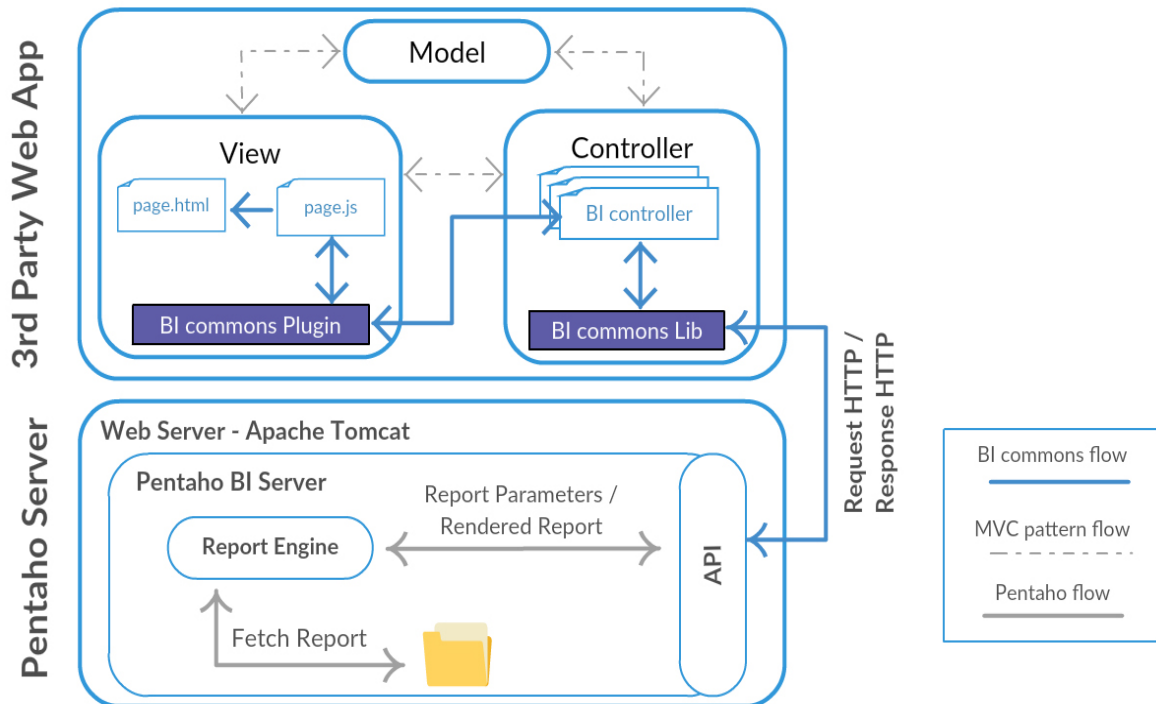 3rd Party Web App
Model
View
page.html
page.js
BI commons Plugin
Controller
BI controller
BI commons Lib
Request HTTP /
Response HTTP
Pentaho Server
Web Server - Apache Tomcat
Pentaho BI Server
Report Engine
Report Parameters /
Rendered Report
API
Fetch Report
BI commons flow
MVC pattern flow
Pentaho flow